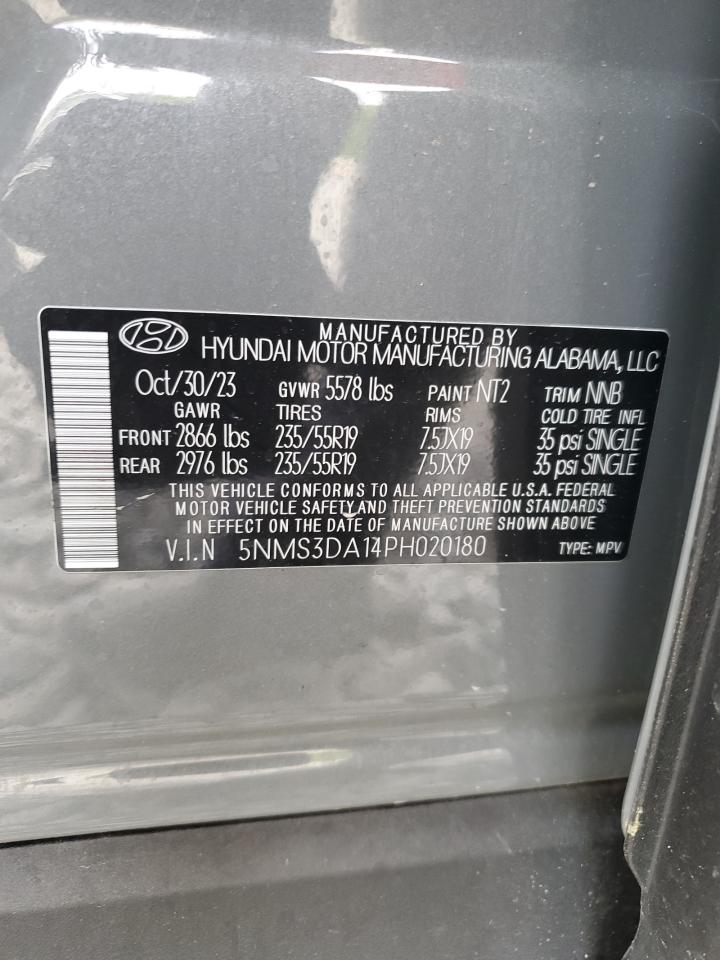 MANUFACTURED BY
HYUNDAI MOTOR MANUFACTURING ALABAMA, LLC
Oct/30/23 GVWR 5578 lbs PAINT NT2 TRIM NNB
GAWR TIRES RIMS COLD TIRE INFL
FRONT 2866 lbs 235/55R19 7.5JX19 35 psi SINGLE
REAR 2976 lbs 235/55R19 7.5JX19 35 psi SINGLE
THIS VEHICLE CONFORMS TO ALL APPLICABLE U.S.A. FEDERAL
MOTOR VEHICLE SAFETY AND THEFT PREVENTION STANDARDS
IN EFFECT ON THE DATE OF MANUFACTURE SHOWN ABOVE
V.I.N 5NMS3DA14PH020180 TYPE: MPV